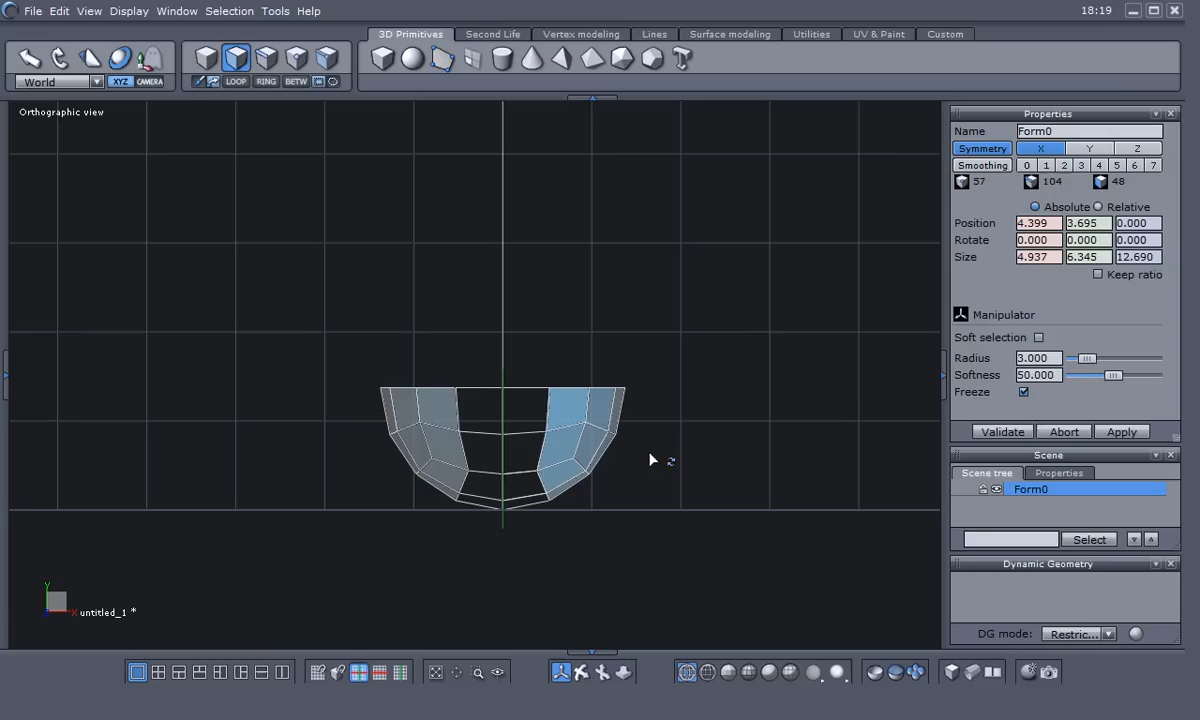 File Edit View Display Window Selection Tools Help 18:19
3D Primitives Second Life Vertex modeling Lines Surface modeling Utilities UV & Paint Custom
World XYZ CAMERA LOOP RING BETW
Orthographic view
Properties
Name Form0
Symmetry X Y Z
Smoothing 0 1 2 3 4 5 6 7
57 104 48
Absolute Relative
Position 4.399 3.695 0.000
Rotate 0.000 0.000 0.000
Size 4.937 6.345 12.690
Keep ratio
Manipulator
Soft selection
Radius 3.000
Softness 50.000
Freeze
Validate Abort Apply
Scene
Scene tree Properties
Form0
Select
Dynamic Geometry
DG mode: Restric...
Y
X untitled_1 *